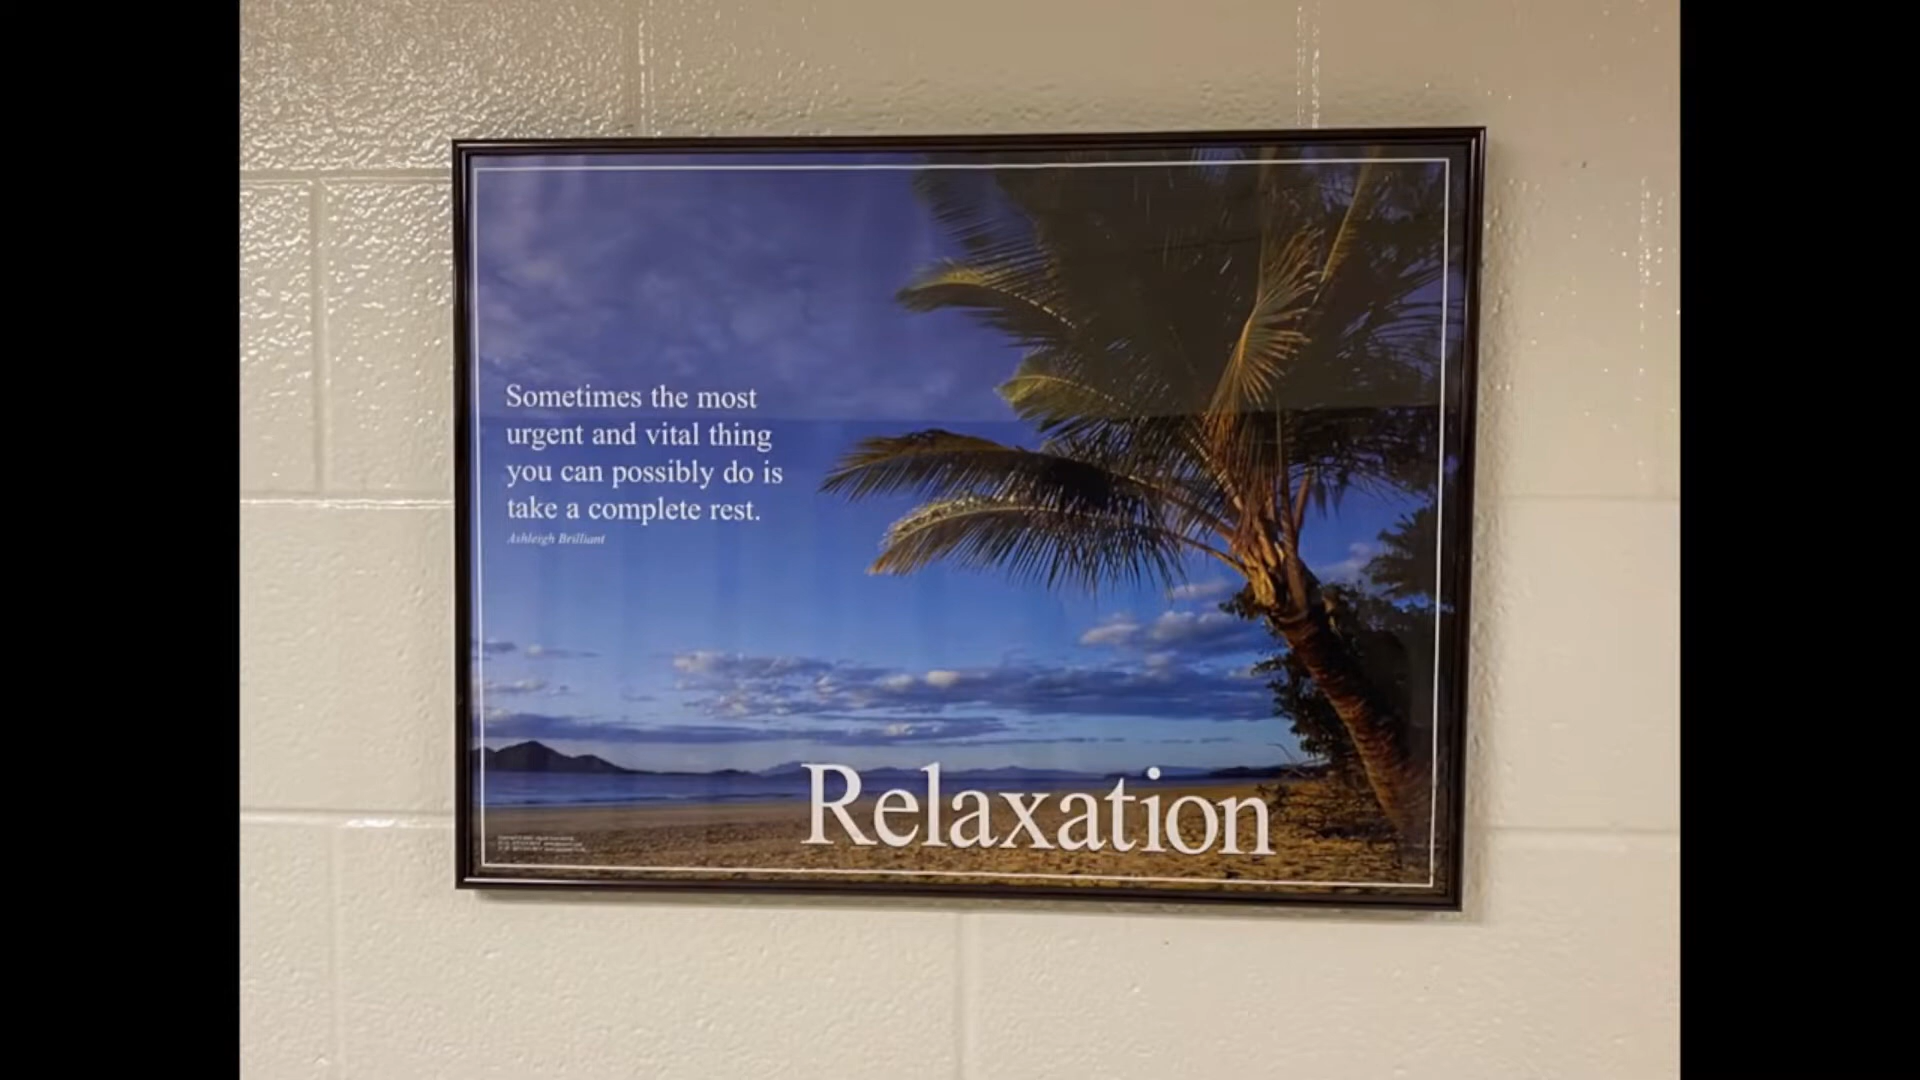 Sometimes the most
urgent and vital thing
you can possibly do is
take a complete rest.
Ashleigh Brilliant
Relaxation